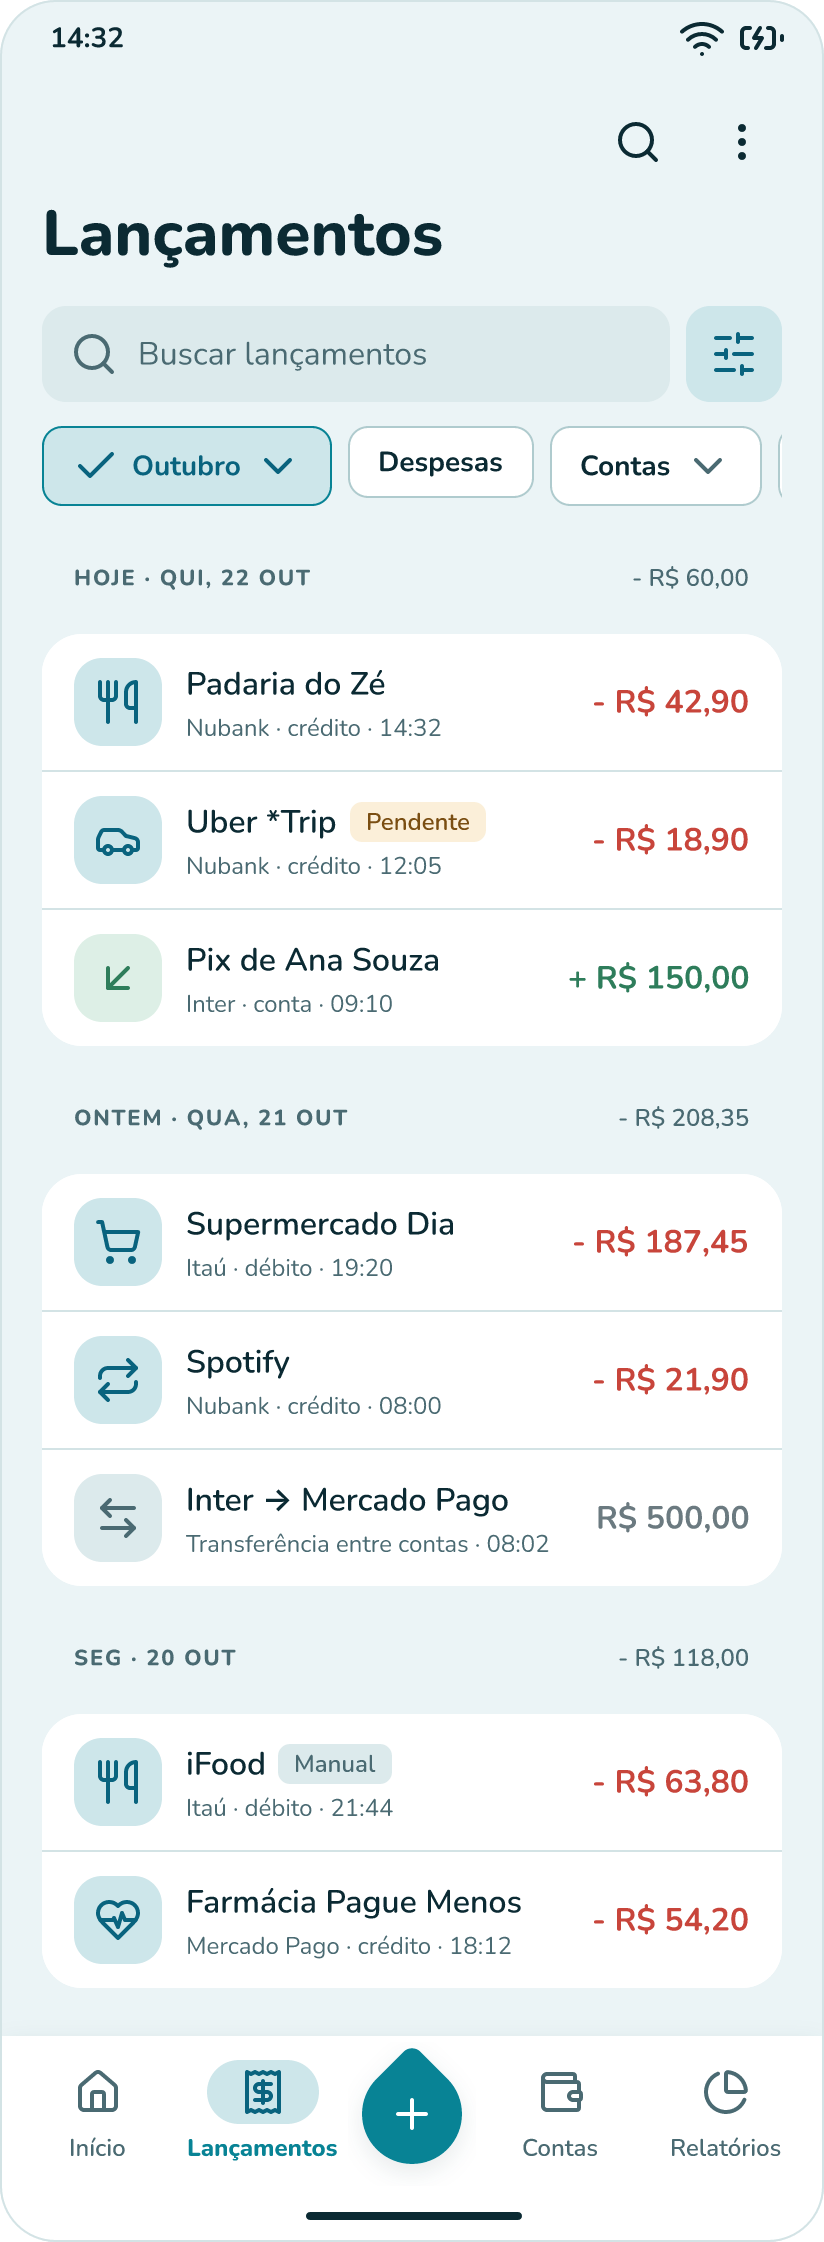 14:32
Lançamentos
Buscar lançamentos
Outubro
Despesas
Contas
HOJE · QUI, 22 OUT
- R$ 60,00
Padaria do Zé
Nubank · crédito · 14:32
- R$ 42,90
Uber *Trip
Pendente
Nubank · crédito · 12:05
- R$ 18,90
Pix de Ana Souza
Inter · conta · 09:10
+ R$ 150,00
ONTEM · QUA, 21 OUT
- R$ 208,35
Supermercado Dia
Itaú · débito · 19:20
- R$ 187,45
Spotify
Nubank · crédito · 08:00
- R$ 21,90
Inter → Mercado Pago
Transferência entre contas · 08:02
R$ 500,00
SEG · 20 OUT
- R$ 118,00
iFood
Manual
Itaú · débito · 21:44
- R$ 63,80
Farmácia Pague Menos
Mercado Pago · crédito · 18:12
- R$ 54,20
Início
Lançamentos
Contas
Relatórios